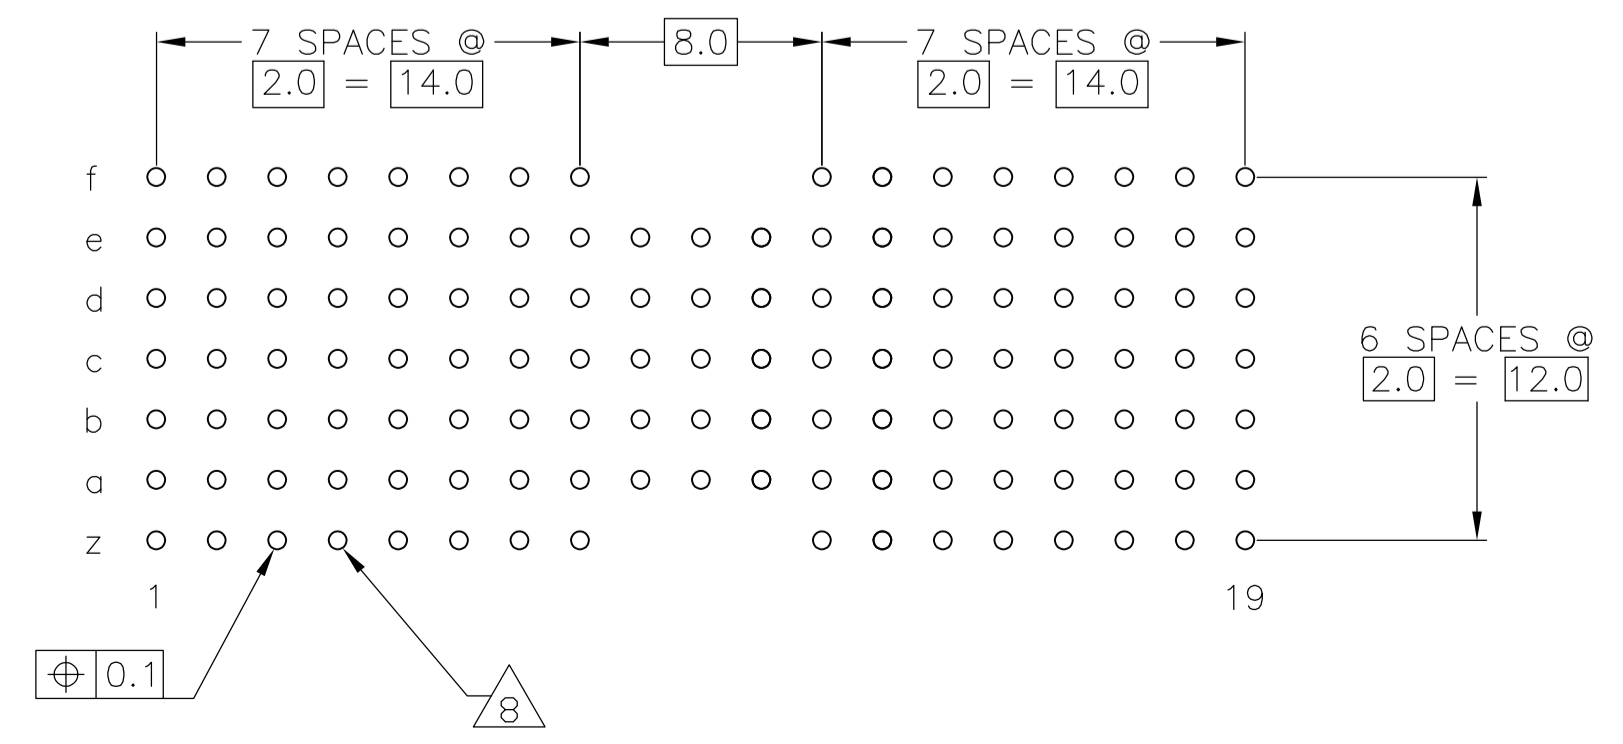 7 SPACES @
2.0 = 14.0
8.0
7 SPACES @
2.0 = 14.0
f
e
d
c
b
a
z
6 SPACES @
2.0 = 12.0
1
19
⌖ 0.1
8